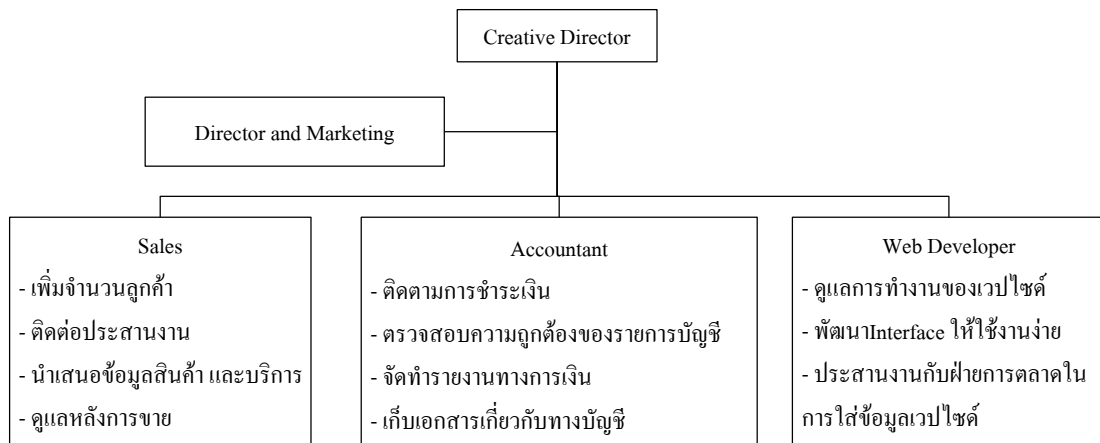 Creative Director
Director and Marketing
Sales
- เพิ่มจำนวนลูกค้า
- ติดต่อประสานงาน
- นำเสนอข้อมูลสินค้า และบริการ
- ดูแลหลังการขาย
Accountant
- ติดตามการชำระเงิน
- ตรวจสอบความถูกต้องของรายการบัญชี
- จัดทำรายงานทางการเงิน
- เก็บเอกสารเกี่ยวกับทางบัญชี
Web Developer
- ดูแลการทำงานของเวปไซด์
- พัฒนาInterface ให้ใช้งานง่าย
- ประสานงานกับฝ่ายการตลาดใน
การใส่ข้อมูลเวปไซด์